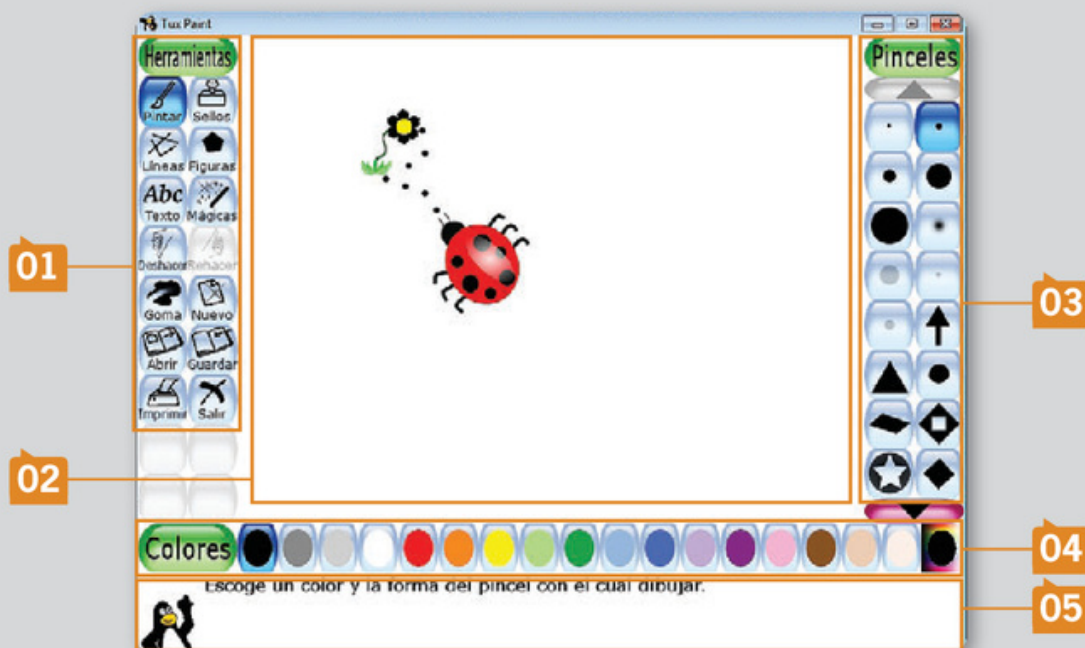 Tux Paint
Herramientas
Pinceles
Pintar Sellos
Líneas Figuras
Abc
Texto Mágicas
Deshacer Rehacer
Goma Nuevo
Abrir Guardar
Imprimir Salir
01
02
03
Colores
04
Escoge un color y la forma del pincel con el cual dibujar.
05